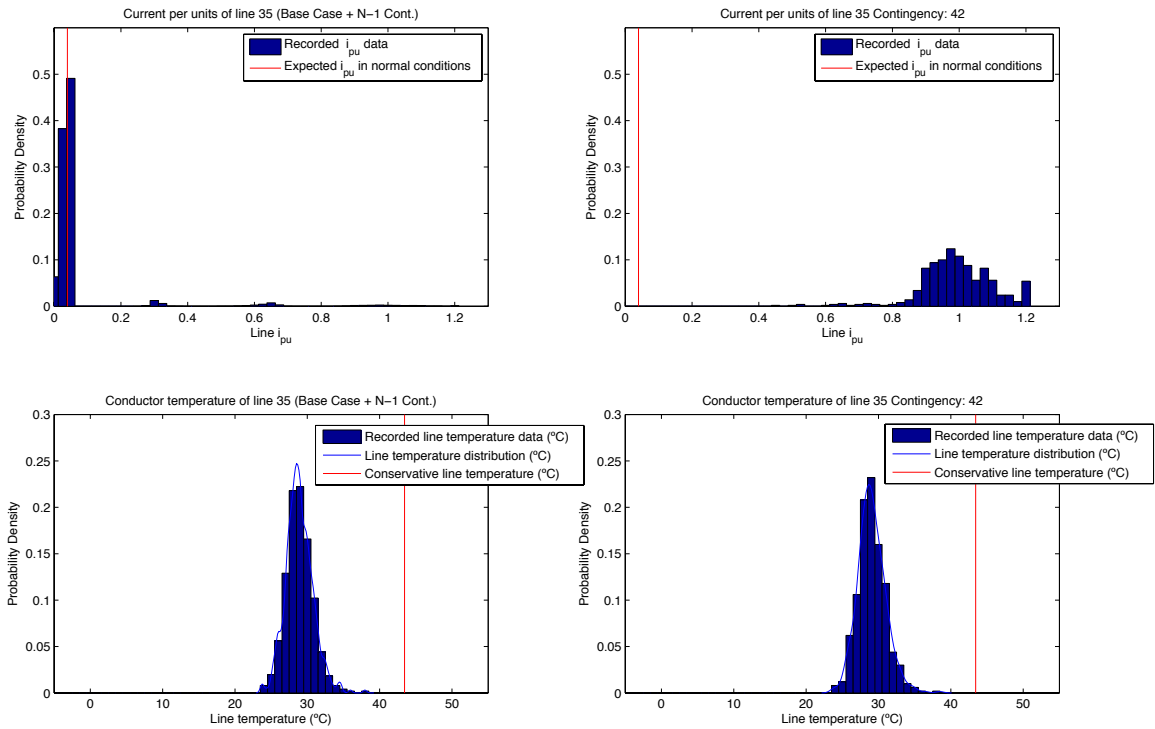 Current per units of line 35 (Base Case + N−1 Cont.)
Recorded i_pu data
Expected i_pu in normal conditions
Probability Density
0.5
0.4
0.3
0.2
0.1
0
0 0.2 0.4 0.6 0.8 1 1.2
Line i_pu
Current per units of line 35 Contingency: 42
Recorded i_pu data
Expected i_pu in normal conditions
Probability Density
0.5
0.4
0.3
0.2
0.1
0
0 0.2 0.4 0.6 0.8 1 1.2
Line i_pu
Conductor temperature of line 35 (Base Case + N−1 Cont.)
Recorded line temperature data (ºC)
Line temperature distribution (ºC)
Conservative line temperature (ºC)
Probability Density
0.3
0.25
0.2
0.15
0.1
0.05
0
0 10 20 30 40 50
Line temperature (ºC)
Conductor temperature of line 35 Contingency: 42
Recorded line temperature data (ºC)
Line temperature distribution (ºC)
Conservative line temperature (ºC)
Probability Density
0.3
0.25
0.2
0.15
0.1
0.05
0
0 10 20 30 40 50
Line temperature (ºC)